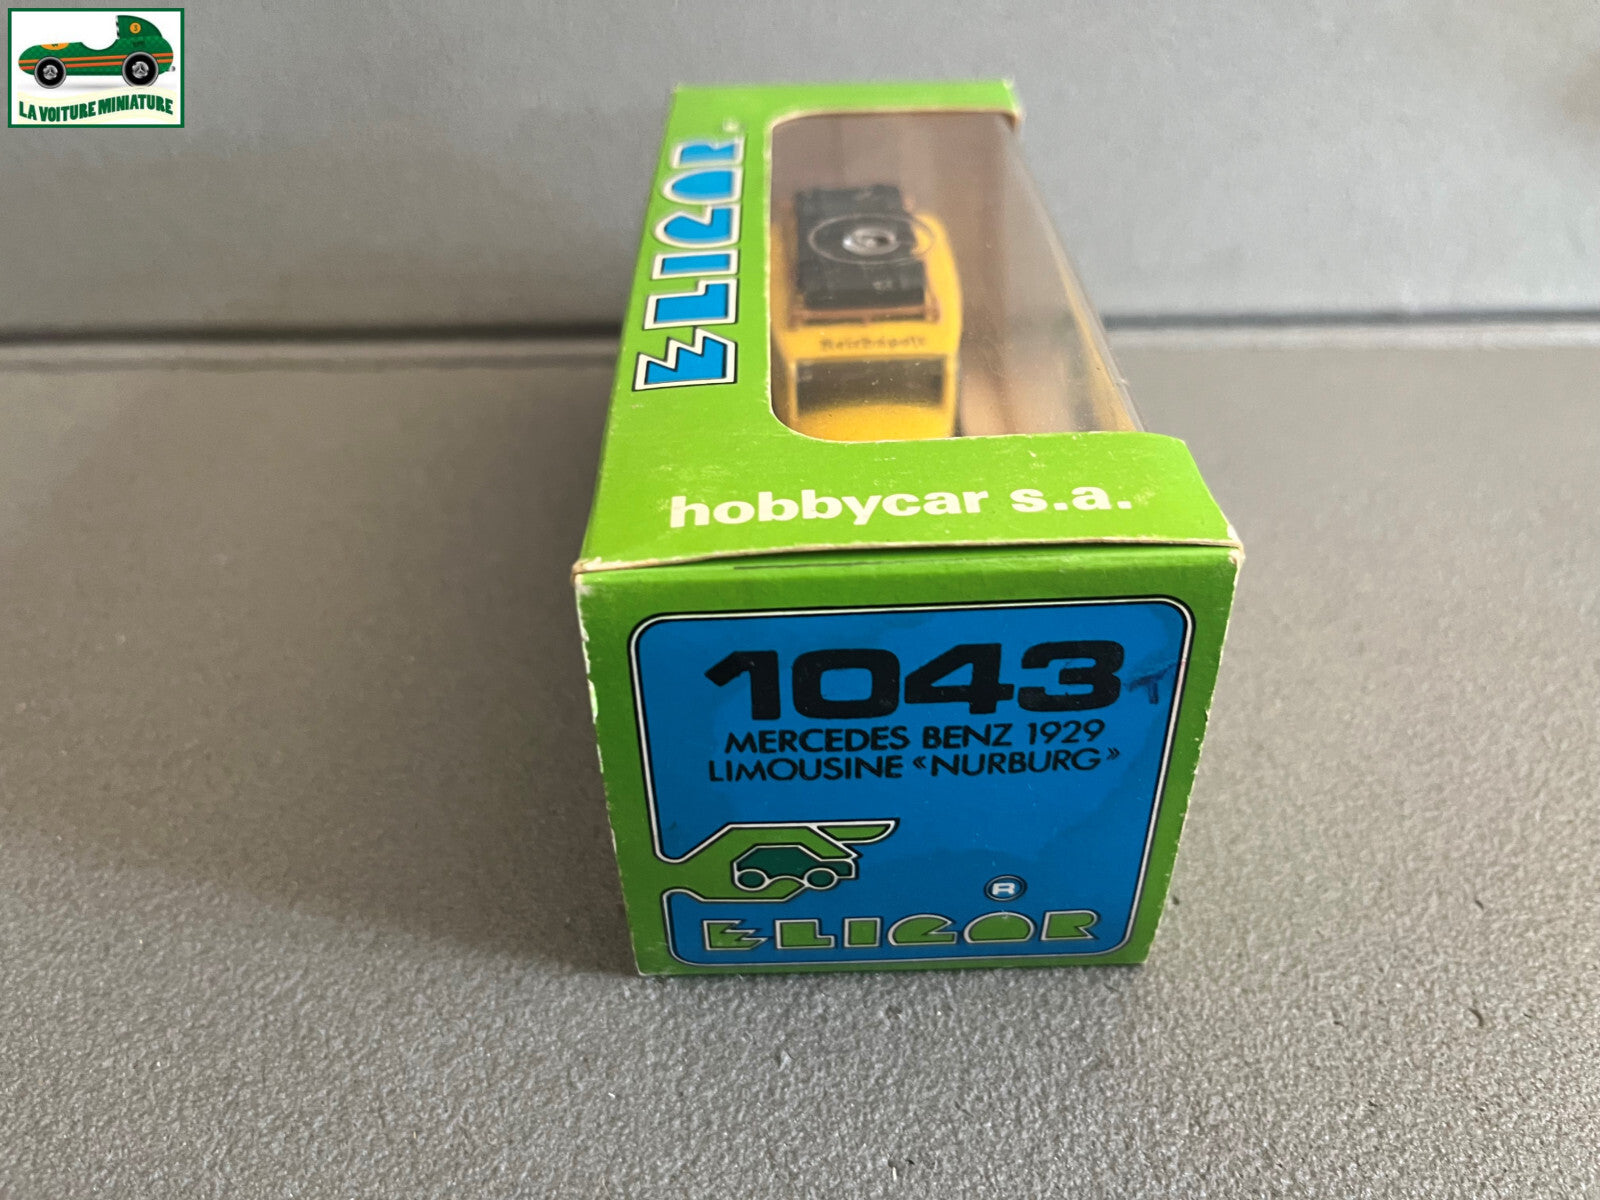 LA VOITURE MINIATURE
ELIGOR
hobbycar s.a.
1043
MERCEDES BENZ 1929
LIMOUSINE «NURBURG»
R
ELIGOR